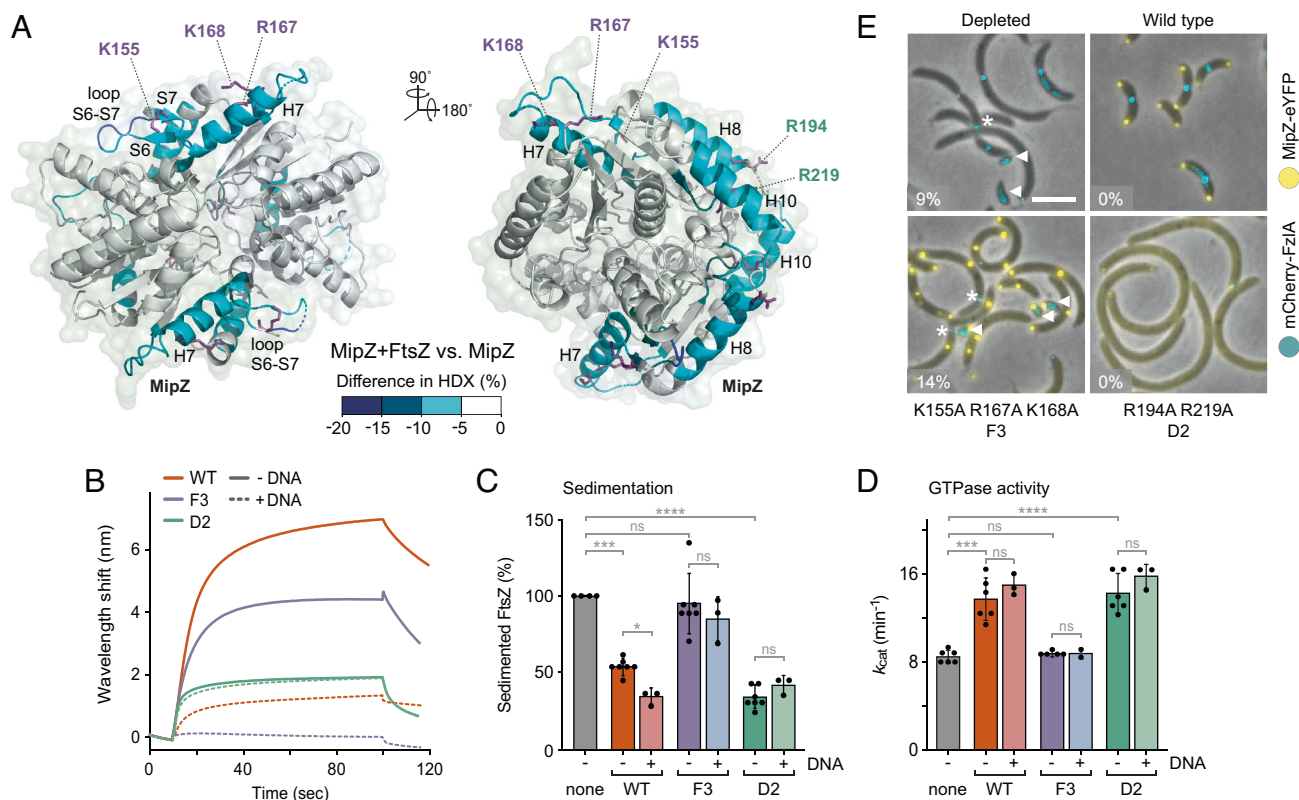 A
K155
K168
R167
loop
S6-S7
S7
S6
H7
H7
loop
S6-S7
MipZ
90°
180°
K168
R167
K155
H7
H8
R194
R219
H10
H10
H7
H8
MipZ
MipZ+FtsZ vs. MipZ
Difference in HDX (%)
-20 -15 -10 -5 0
E
Depleted
Wild type
*
9%
0%
*
*
14%
0%
K155A R167A K168A
F3
R194A R219A
D2
MipZ-eYFP
mCherry-FzlA
B
WT
F3
D2
- DNA
+ DNA
Wavelength shift (nm)
6
4
2
0
0 40 80 120
Time (sec)
C
Sedimentation
Sedimented FtsZ (%)
150
100
50
0
****
ns
***
ns
*
ns
- - + - + - + DNA
none WT F3 D2
D
GTPase activity
kcat (min⁻¹)
16
8
0
****
ns
***
ns
ns
ns
- - + - + - + DNA
none WT F3 D2